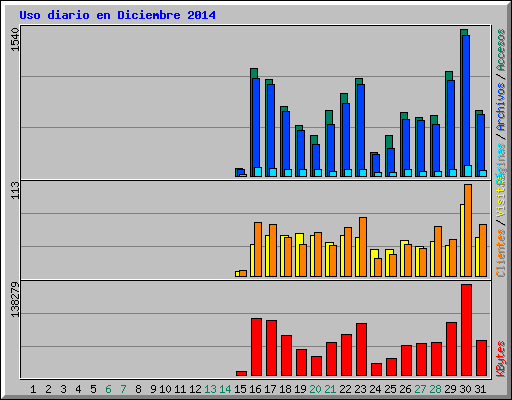 Uso diario en Diciembre 2014
1540
113
138279
Accesos / Archivos / Páginas
Visitas / Clientes
KBytes
1 2 3 4 5 6 7 8 9 10 11 12 13 14 15 16 17 18 19 20 21 22 23 24 25 26 27 28 29 30 31